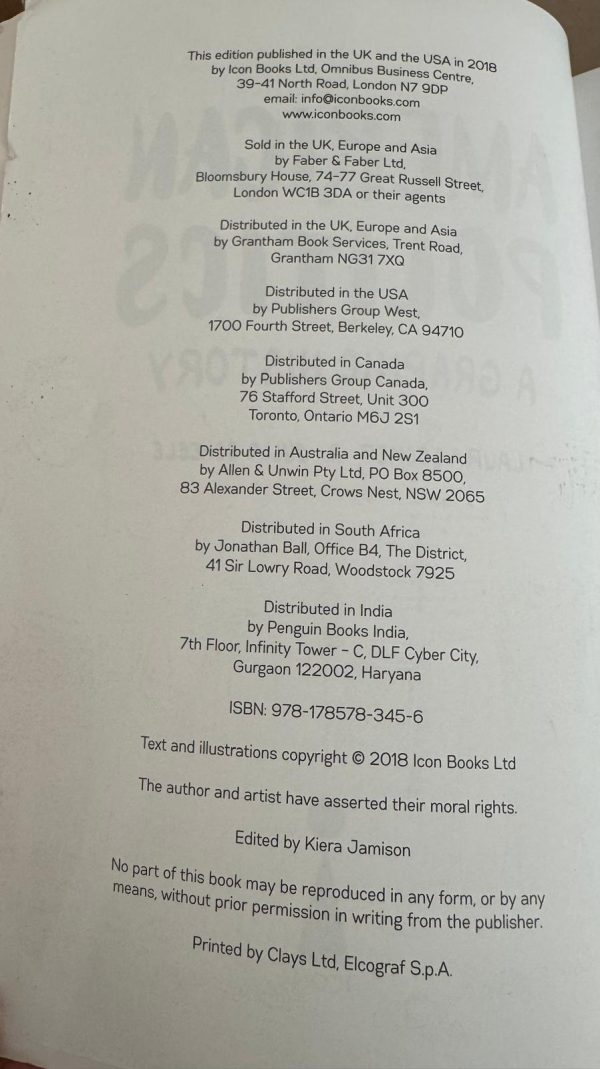 This edition published in the UK and the USA in 2018
by Icon Books Ltd, Omnibus Business Centre,
39–41 North Road, London N7 9DP
email: info@iconbooks.com
www.iconbooks.com
Sold in the UK, Europe and Asia
by Faber & Faber Ltd,
Bloomsbury House, 74–77 Great Russell Street,
London WC1B 3DA or their agents
Distributed in the UK, Europe and Asia
by Grantham Book Services, Trent Road,
Grantham NG31 7XQ
Distributed in the USA
by Publishers Group West,
1700 Fourth Street, Berkeley, CA 94710
Distributed in Canada
by Publishers Group Canada,
76 Stafford Street, Unit 300
Toronto, Ontario M6J 2S1
Distributed in Australia and New Zealand
by Allen & Unwin Pty Ltd, PO Box 8500,
83 Alexander Street, Crows Nest, NSW 2065
Distributed in South Africa
by Jonathan Ball, Office B4, The District,
41 Sir Lowry Road, Woodstock 7925
Distributed in India
by Penguin Books India,
7th Floor, Infinity Tower – C, DLF Cyber City,
Gurgaon 122002, Haryana
ISBN: 978-178578-345-6
Text and illustrations copyright © 2018 Icon Books Ltd
The author and artist have asserted their moral rights.
Edited by Kiera Jamison
No part of this book may be reproduced in any form, or by any
means, without prior permission in writing from the publisher.
Printed by Clays Ltd, Elcograf S.p.A.